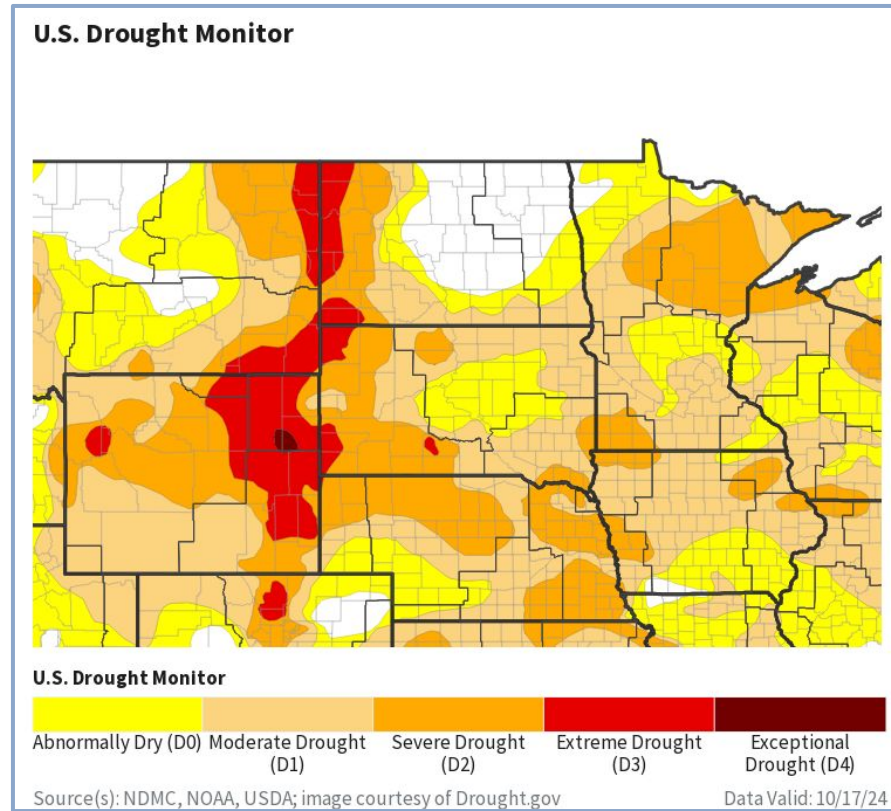 U.S. Drought Monitor
U.S. Drought Monitor
Abnormally Dry (D0)
Moderate Drought
(D1)
Severe Drought
(D2)
Extreme Drought
(D3)
Exceptional
Drought (D4)
Source(s): NDMC, NOAA, USDA; image courtesy of Drought.gov
Data Valid: 10/17/24